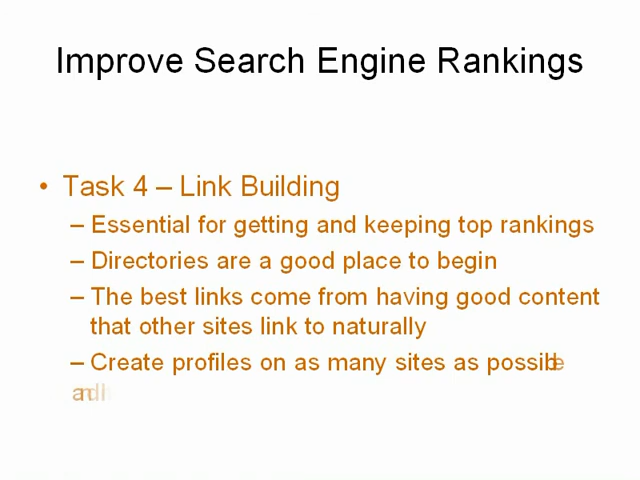 Improve Search Engine Rankings
• Task 4 – Link Building
– Essential for getting and keeping top rankings
– Directories are a good place to begin
– The best links come from having good content
that other sites link to naturally
– Create profiles on as many sites as possible
and